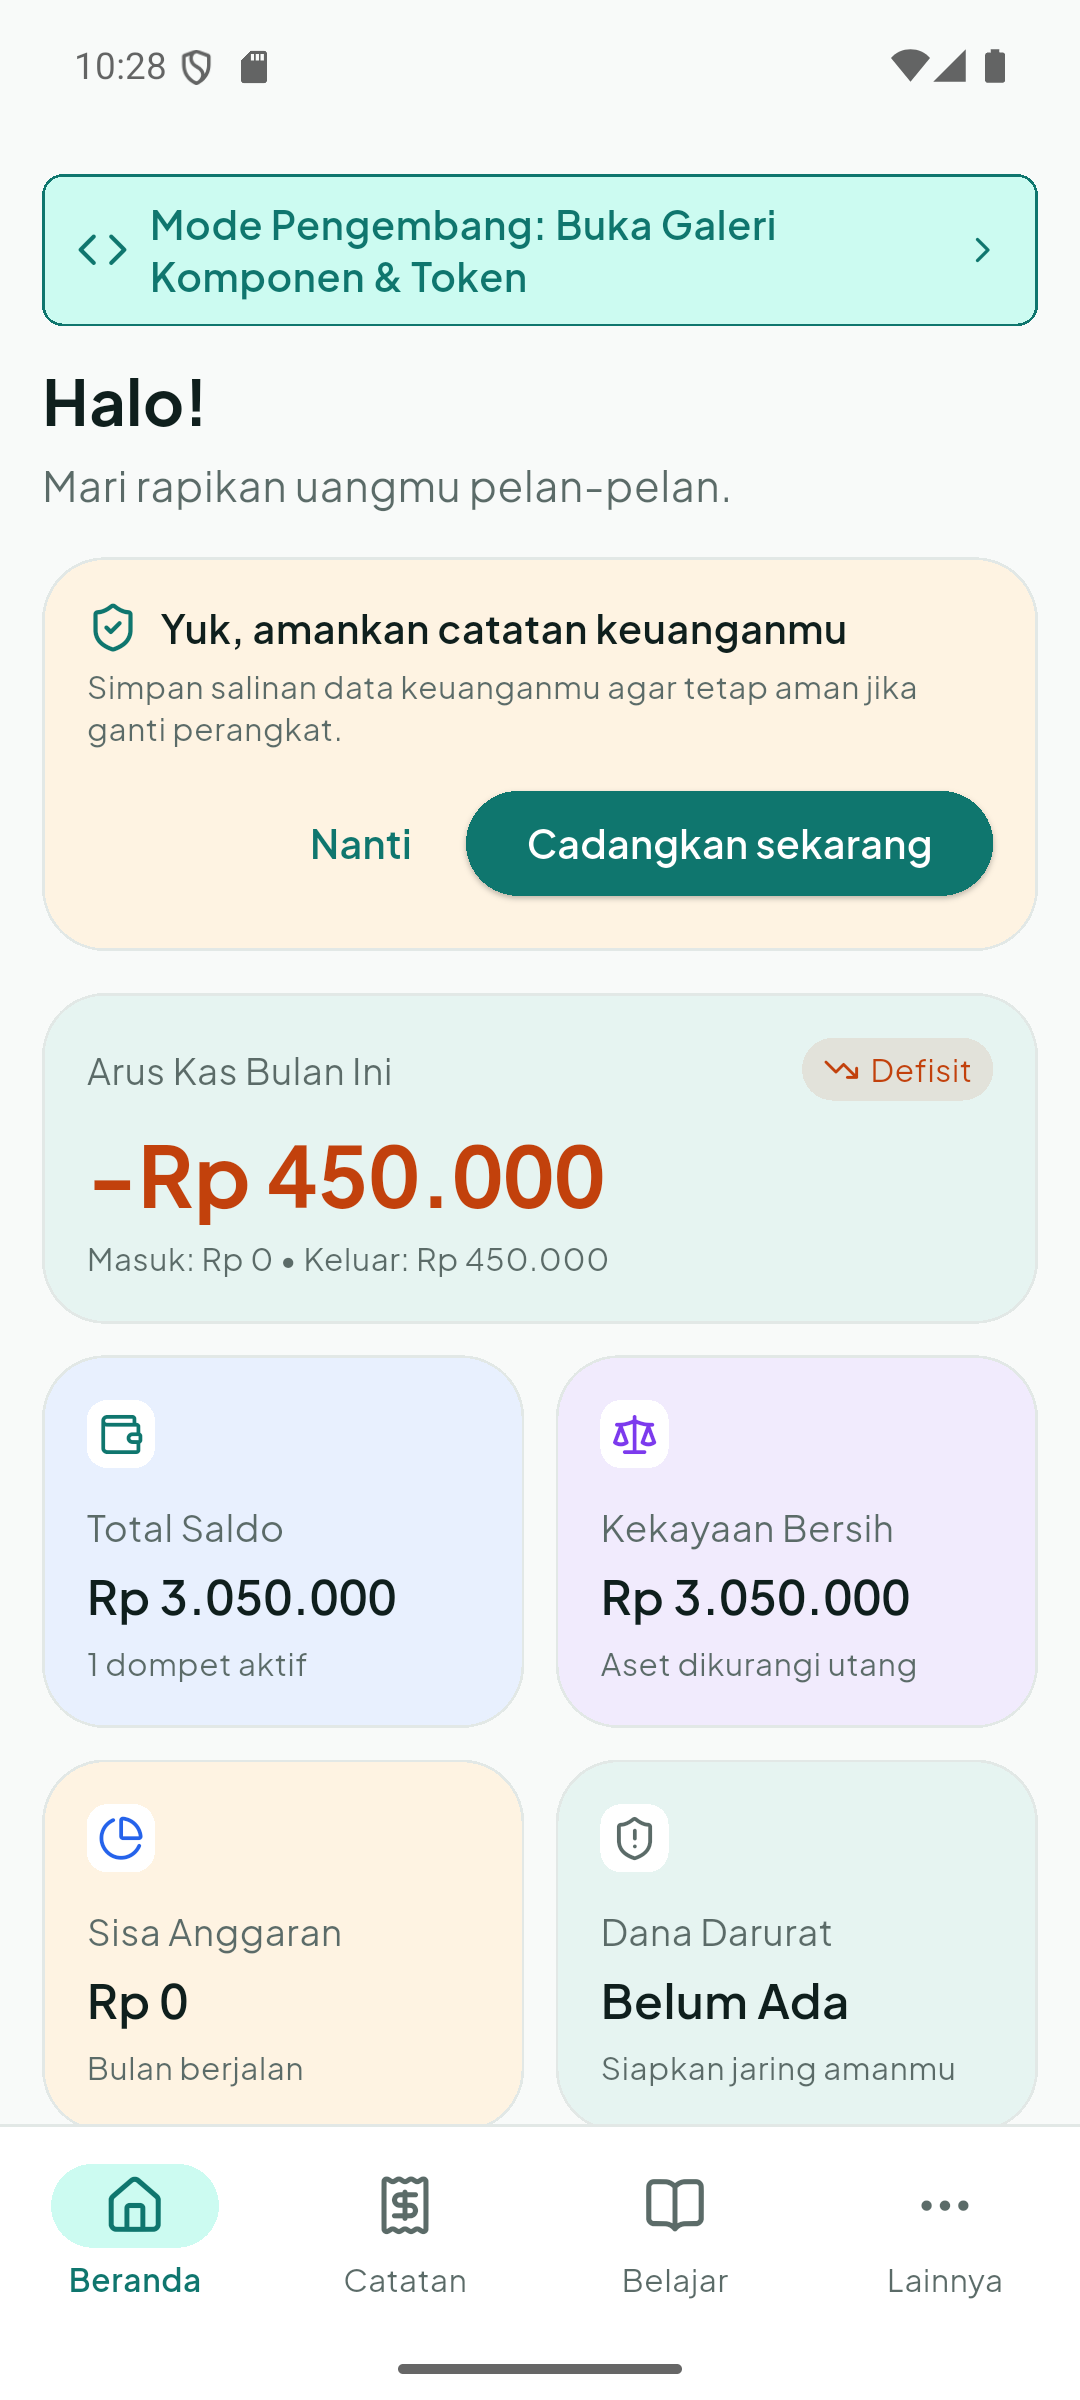 10:28
Mode Pengembang: Buka Galeri
Komponen & Token
Halo!
Mari rapikan uangmu pelan-pelan.
Yuk, amankan catatan keuanganmu
Simpan salinan data keuanganmu agar tetap aman jika
ganti perangkat.
Nanti
Cadangkan sekarang
Arus Kas Bulan Ini
Defisit
-Rp 450.000
Masuk: Rp 0 • Keluar: Rp 450.000
Total Saldo
Rp 3.050.000
1 dompet aktif
Kekayaan Bersih
Rp 3.050.000
Aset dikurangi utang
Sisa Anggaran
Rp 0
Bulan berjalan
Dana Darurat
Belum Ada
Siapkan jaring amanmu
Beranda
Catatan
Belajar
Lainnya